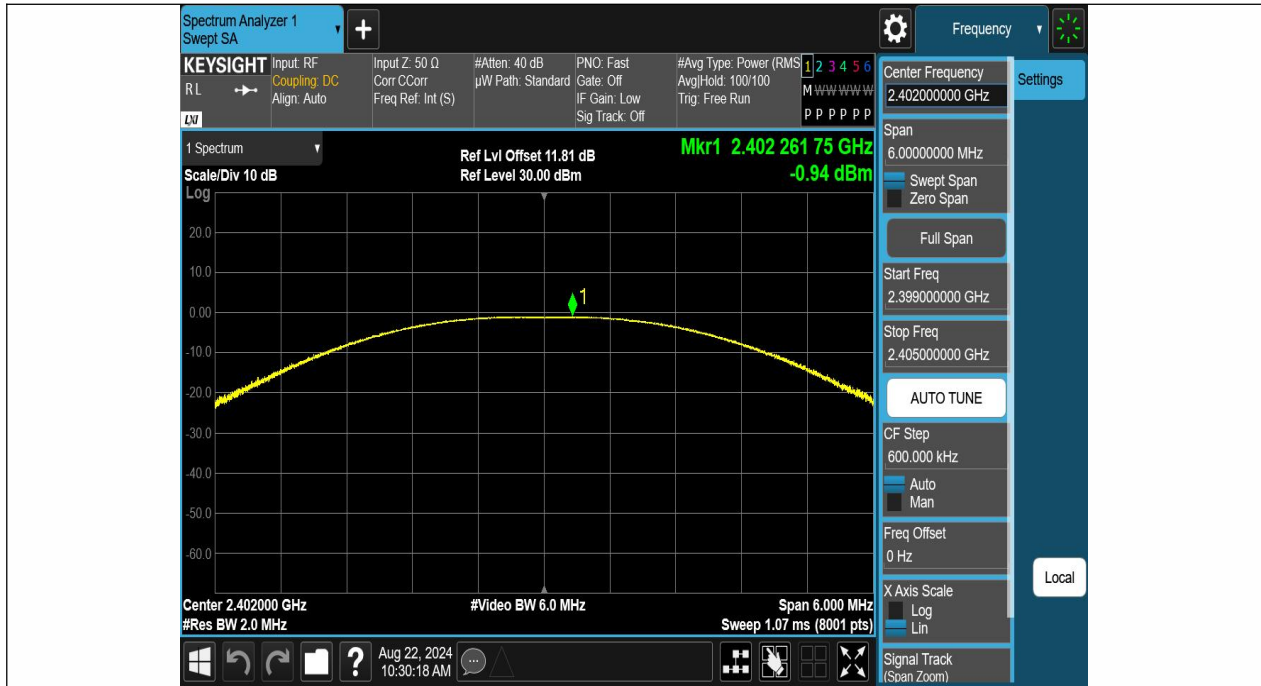 Spectrum Analyzer 1
Swept SA
+
Frequency
KEYSIGHT
RL
LXI
Input: RF
Coupling: DC
Align: Auto
Input Z: 50 Ω
Corr CCorr
Freq Ref: Int (S)
#Atten: 40 dB
µW Path: Standard
PNO: Fast
Gate: Off
IF Gain: Low
Sig Track: Off
#Avg Type: Power (RMS
Avg|Hold: 100/100
Trig: Free Run
1 2 3 4 5 6
M W W W W W
P P P P P P
1 Spectrum
Scale/Div 10 dB
Log
Ref Lvl Offset 11.81 dB
Ref Level 30.00 dBm
Mkr1 2.402 261 75 GHz
-0.94 dBm
20.0
10.0
0.00
-10.0
-20.0
-30.0
-40.0
-50.0
-60.0
1
Center 2.402000 GHz
#Res BW 2.0 MHz
#Video BW 6.0 MHz
Span 6.000 MHz
Sweep 1.07 ms (8001 pts)
?
Aug 22, 2024
10:30:18 AM
Center Frequency
2.402000000 GHz
Span
6.00000000 MHz
Swept Span
Zero Span
Full Span
Start Freq
2.399000000 GHz
Stop Freq
2.405000000 GHz
AUTO TUNE
CF Step
600.000 kHz
Auto
Man
Freq Offset
0 Hz
X Axis Scale
Log
Lin
Signal Track
(Span Zoom)
Settings
Local